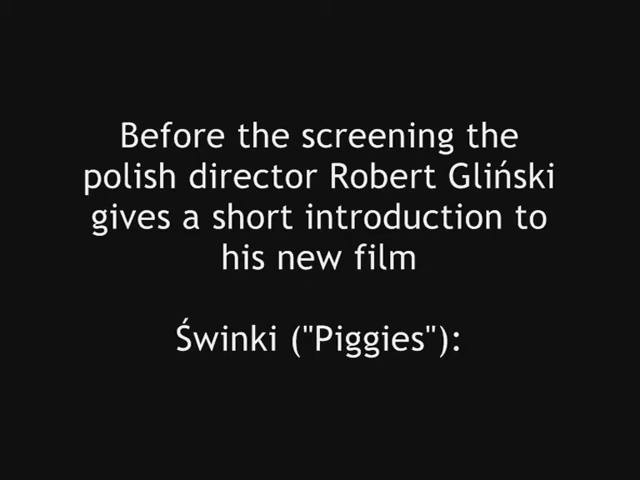 Before the screening the
polish director Robert Gliński
gives a short introduction to
his new film
Świnki ("Piggies"):